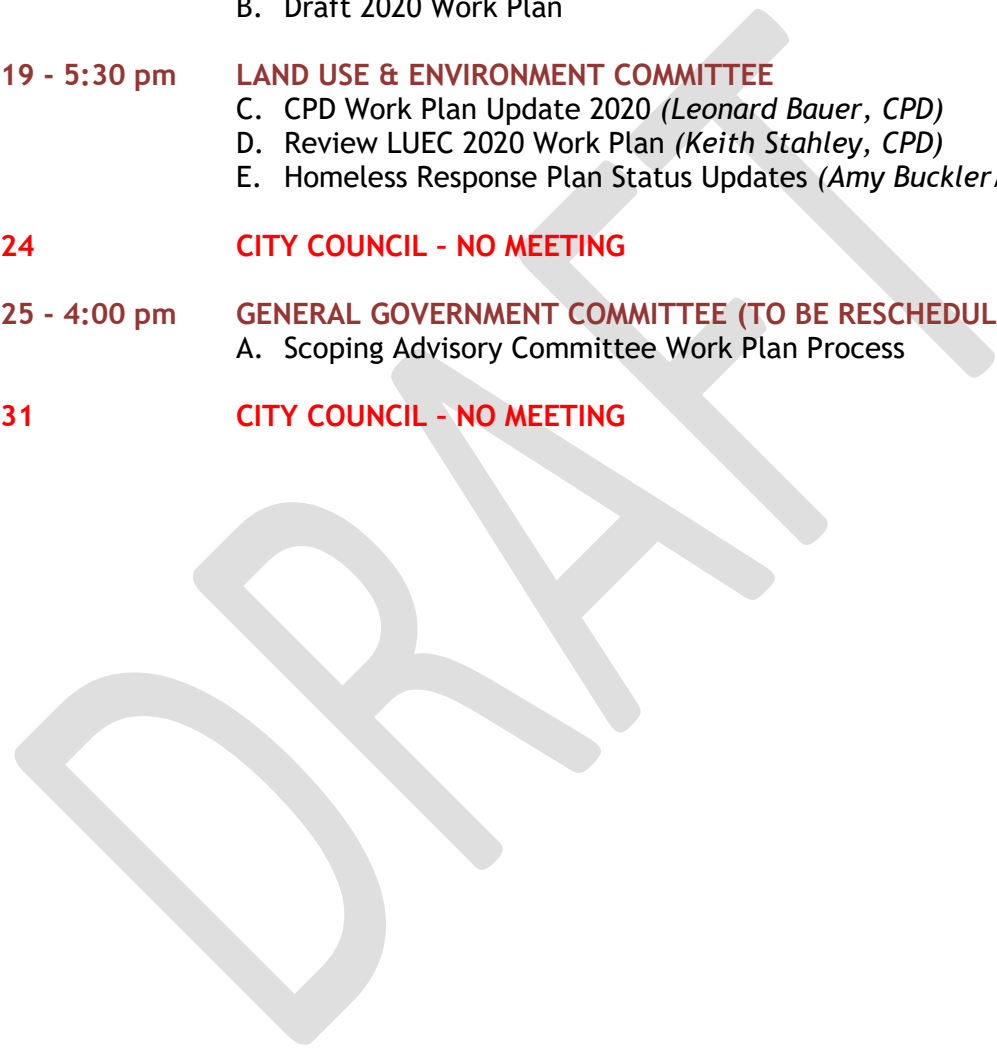 B. Draft 2020 Work Plan
19 - 5:30 pm LAND USE & ENVIRONMENT COMMITTEE
C. CPD Work Plan Update 2020 (Leonard Bauer, CPD)
D. Review LUEC 2020 Work Plan (Keith Stahley, CPD)
E. Homeless Response Plan Status Updates (Amy Buckler
24 CITY COUNCIL – NO MEETING
25 - 4:00 pm GENERAL GOVERNMENT COMMITTEE (TO BE RESCHEDUL
A. Scoping Advisory Committee Work Plan Process
31 CITY COUNCIL – NO MEETING
DRAFT